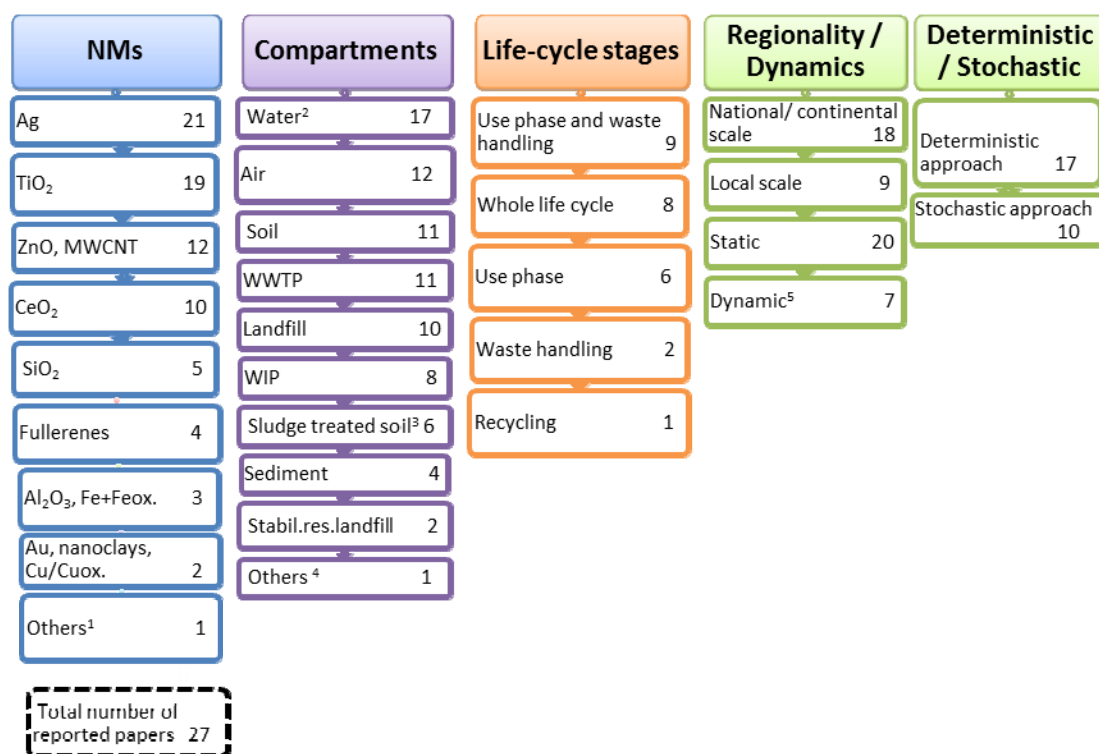 NMs
Ag 21
TiO₂ 19
ZnO, MWCNT 12
CeO₂ 10
SiO₂ 5
Fullerenes 4
Al₂O₃, Fe+Feox. 3
Au, nanoclays,
Cu/Cuox. 2
Others¹ 1
Total number of
reported papers 27
Compartments
Water² 17
Air 12
Soil 11
WWTP 11
Landfill 10
WIP 8
Sludge treated soil³ 6
Sediment 4
Stabil.res.landfill 2
Others ⁴ 1
Life-cycle stages
Use phase and waste
handling 9
Whole life cycle 8
Use phase 6
Waste handling 2
Recycling 1
Regionality /
Dynamics
National/ continental
scale 18
Local scale 9
Static 20
Dynamic⁵ 7
Deterministic
/ Stochastic
Deterministic
approach 17
Stochastic approach
10